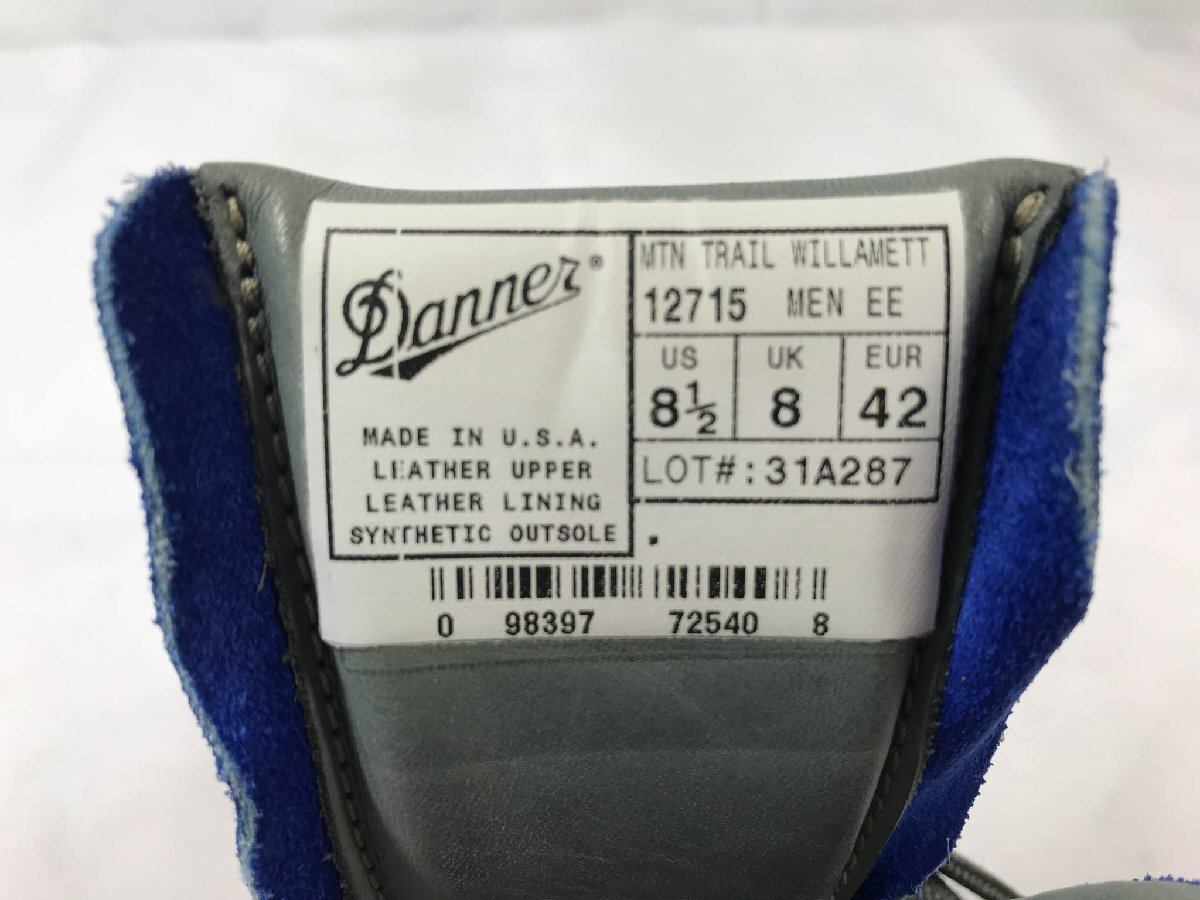 Danner®
MADE IN U.S.A.
LEATHER UPPER
LEATHER LINING
SYNTHETIC OUTSOLE
MTN TRAIL WILLAMETT
12715 MEN EE
US UK EUR
8½ 8 42
LOT#:31A287
0 98397 72540 8